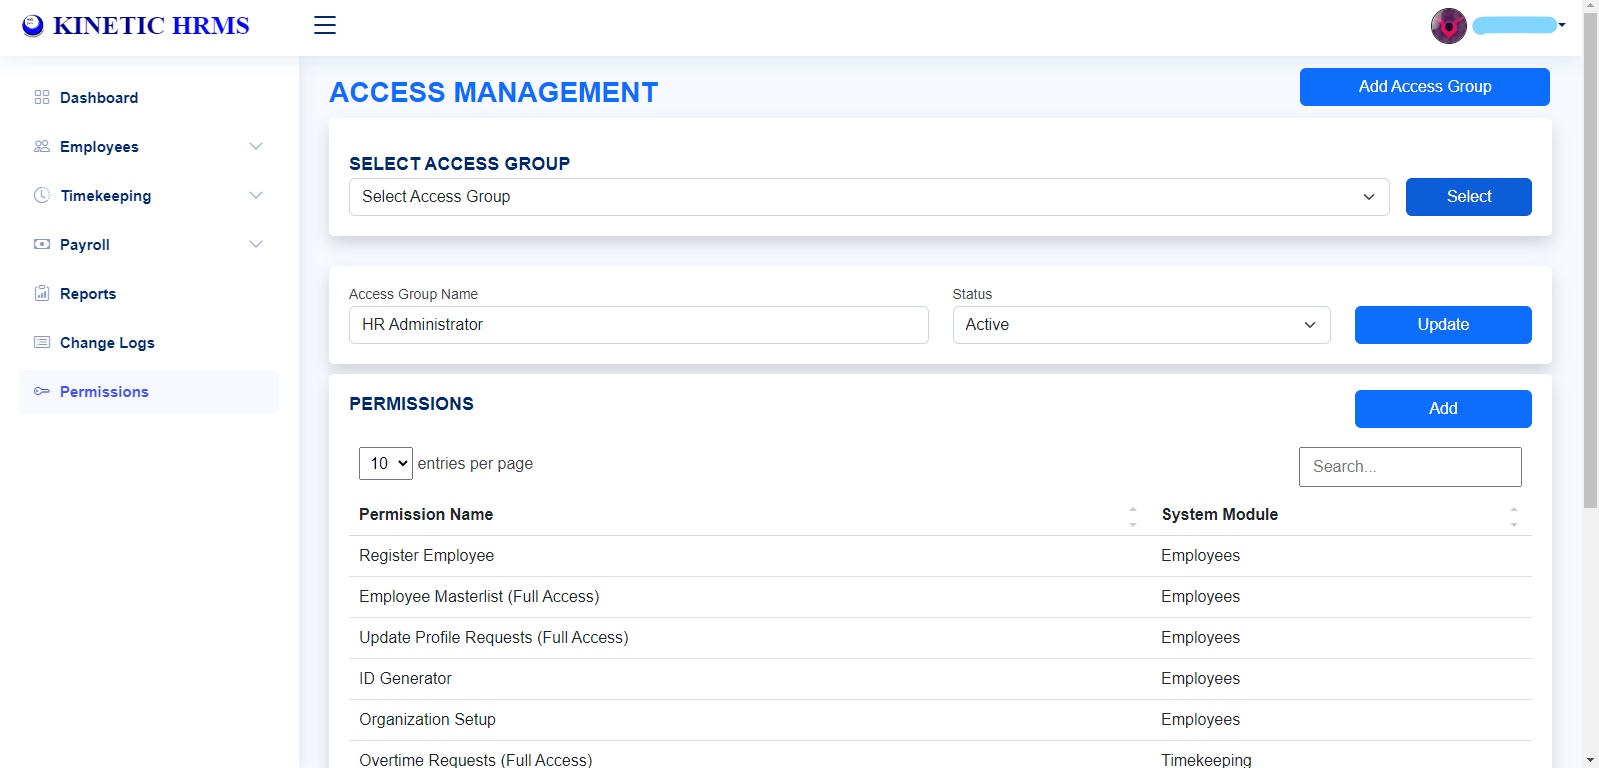 KINETIC HRMS
Dashboard
Employees
Timekeeping
Payroll
Reports
Change Logs
Permissions
ACCESS MANAGEMENT
Add Access Group
SELECT ACCESS GROUP
Select Access Group
Select
Access Group Name
Status
HR Administrator
Active
Update
PERMISSIONS
Add
10 entries per page
Search...
Permission Name System Module
Register Employee Employees
Employee Masterlist (Full Access) Employees
Update Profile Requests (Full Access) Employees
ID Generator Employees
Organization Setup Employees
Overtime Requests (Full Access) Timekeeping